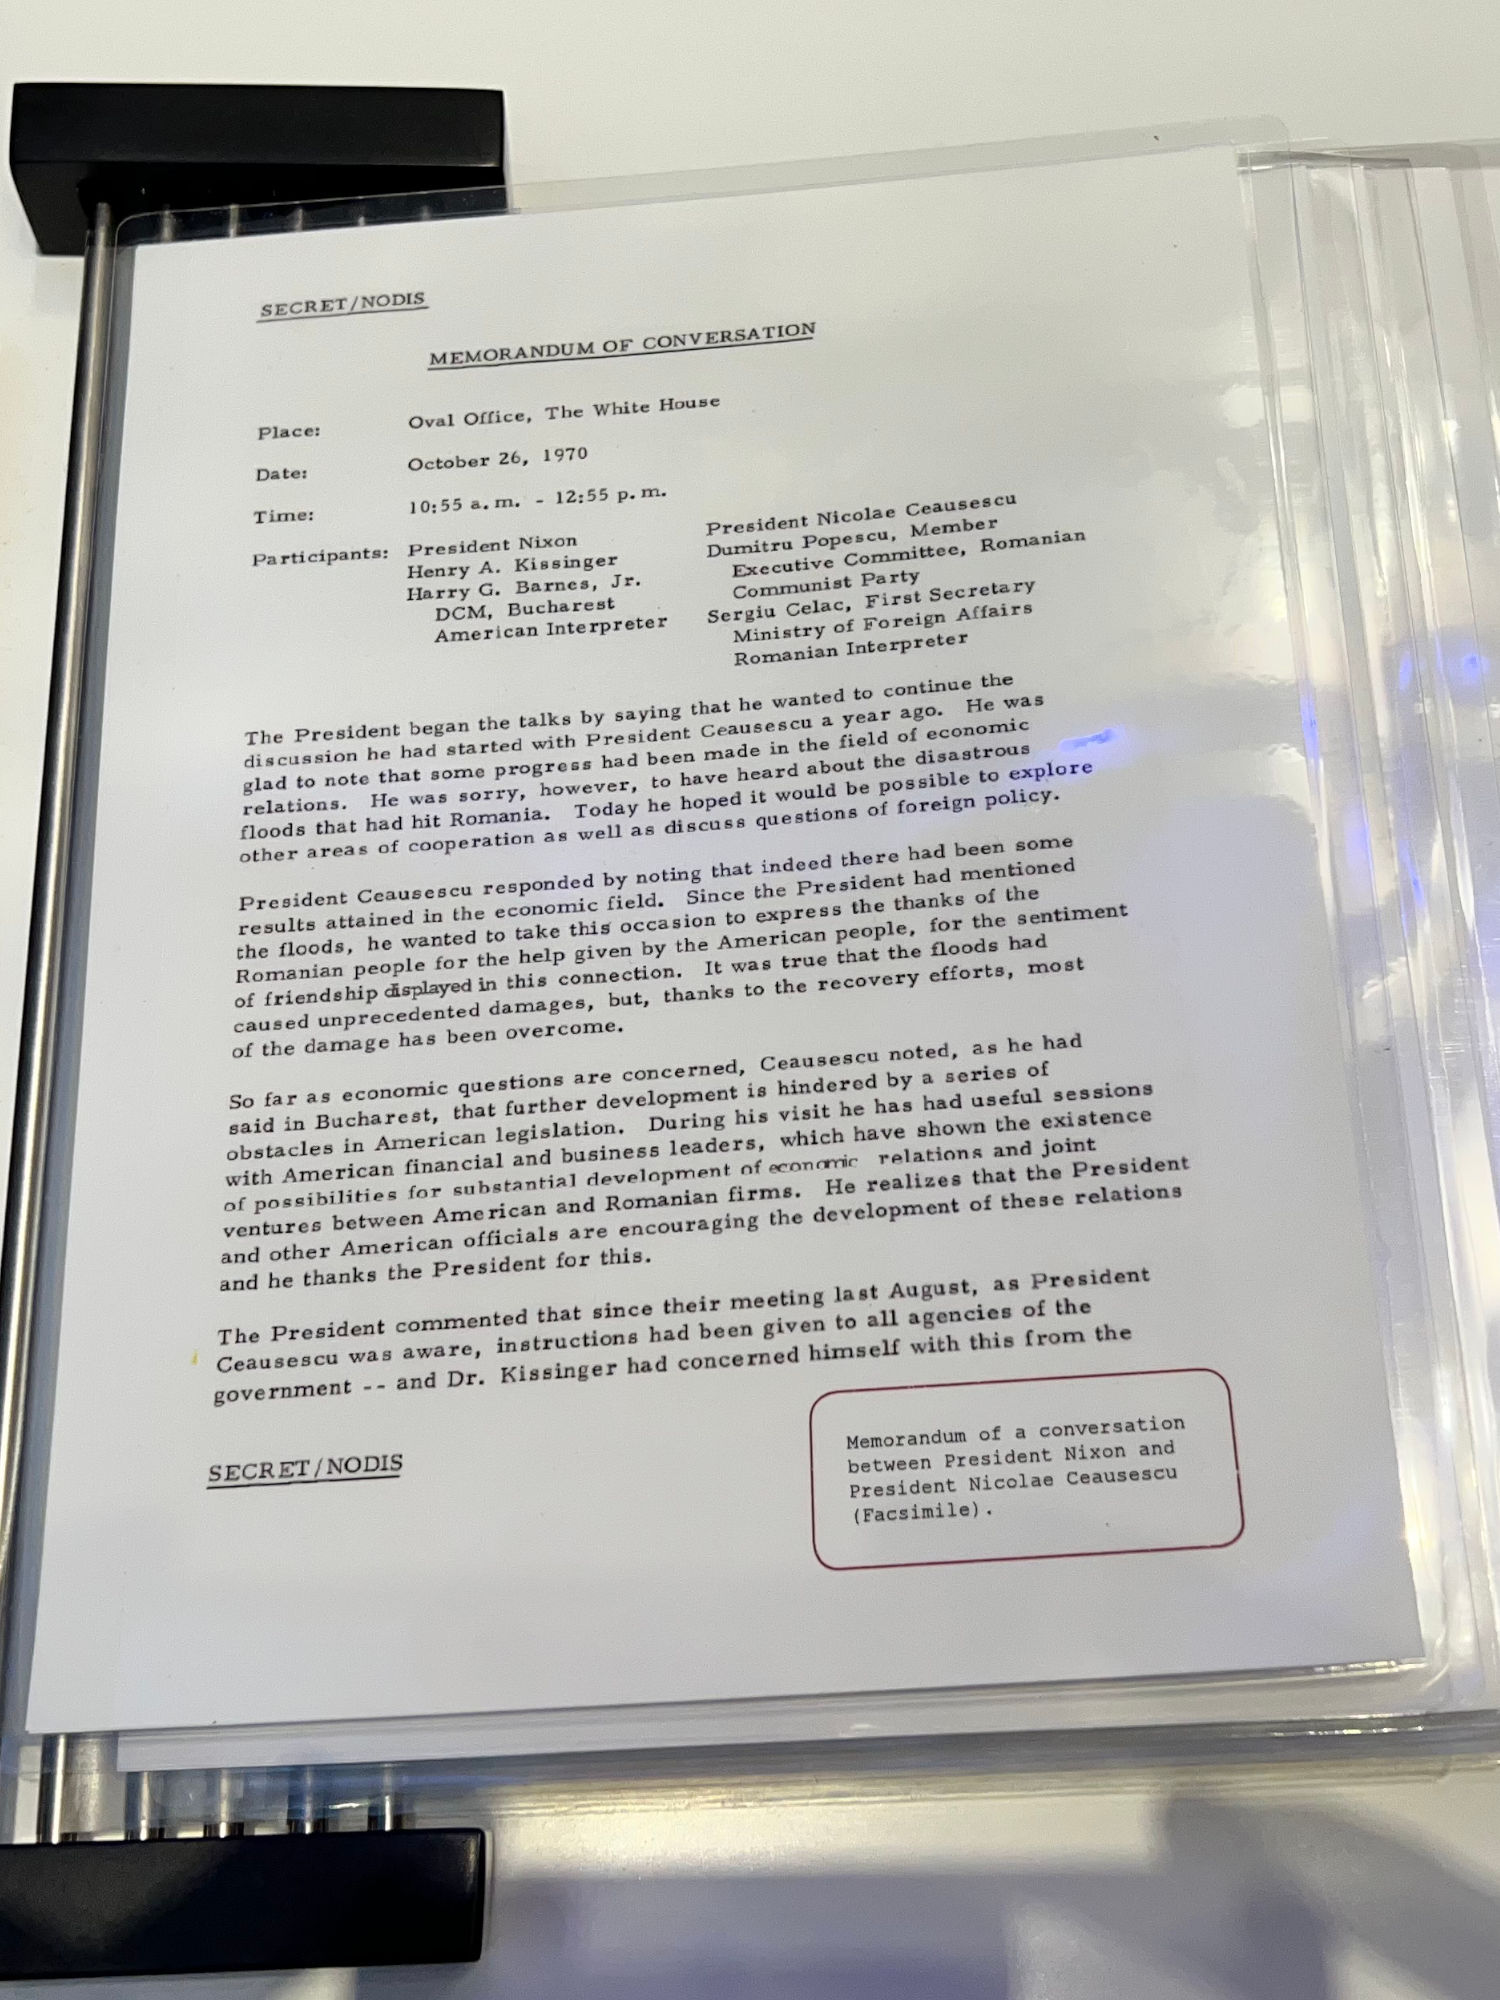 SECRET/NODIS
MEMORANDUM OF CONVERSATION
Place: Oval Office, The White House
Date: October 26, 1970
Time: 10:55 a.m. - 12:55 p.m.
Participants: President Nixon
Henry A. Kissinger
Harry G. Barnes, Jr.
DCM, Bucharest
American Interpreter
President Nicolae Ceausescu
Dumitru Popescu, Member
Executive Committee, Romanian
Communist Party
Sergiu Celac, First Secretary
Ministry of Foreign Affairs
Romanian Interpreter
The President began the talks by saying that he wanted to continue the
discussion he had started with President Ceausescu a year ago. He was
glad to note that some progress had been made in the field of economic
relations. He was sorry, however, to have heard about the disastrous
floods that had hit Romania. Today he hoped it would be possible to explore
other areas of cooperation as well as discuss questions of foreign policy.
President Ceausescu responded by noting that indeed there had been some
results attained in the economic field. Since the President had mentioned
the floods, he wanted to take this occasion to express the thanks of the
Romanian people for the help given by the American people, for the sentiment
of friendship displayed in this connection. It was true that the floods had
caused unprecedented damages, but, thanks to the recovery efforts, most
of the damage has been overcome.
So far as economic questions are concerned, Ceausescu noted, as he had
said in Bucharest, that further development is hindered by a series of
obstacles in American legislation. During his visit he has had useful sessions
with American financial and business leaders, which have shown the existence
of possibilities for substantial development of economic relations and joint
ventures between American and Romanian firms. He realizes that the President
and other American officials are encouraging the development of these relations
and he thanks the President for this.
The President commented that since their meeting last August, as President
Ceausescu was aware, instructions had been given to all agencies of the
government -- and Dr. Kissinger had concerned himself with this from the
SECRET/NODIS
Memorandum of a conversation
between President Nixon and
President Nicolae Ceausescu
(Facsimile).